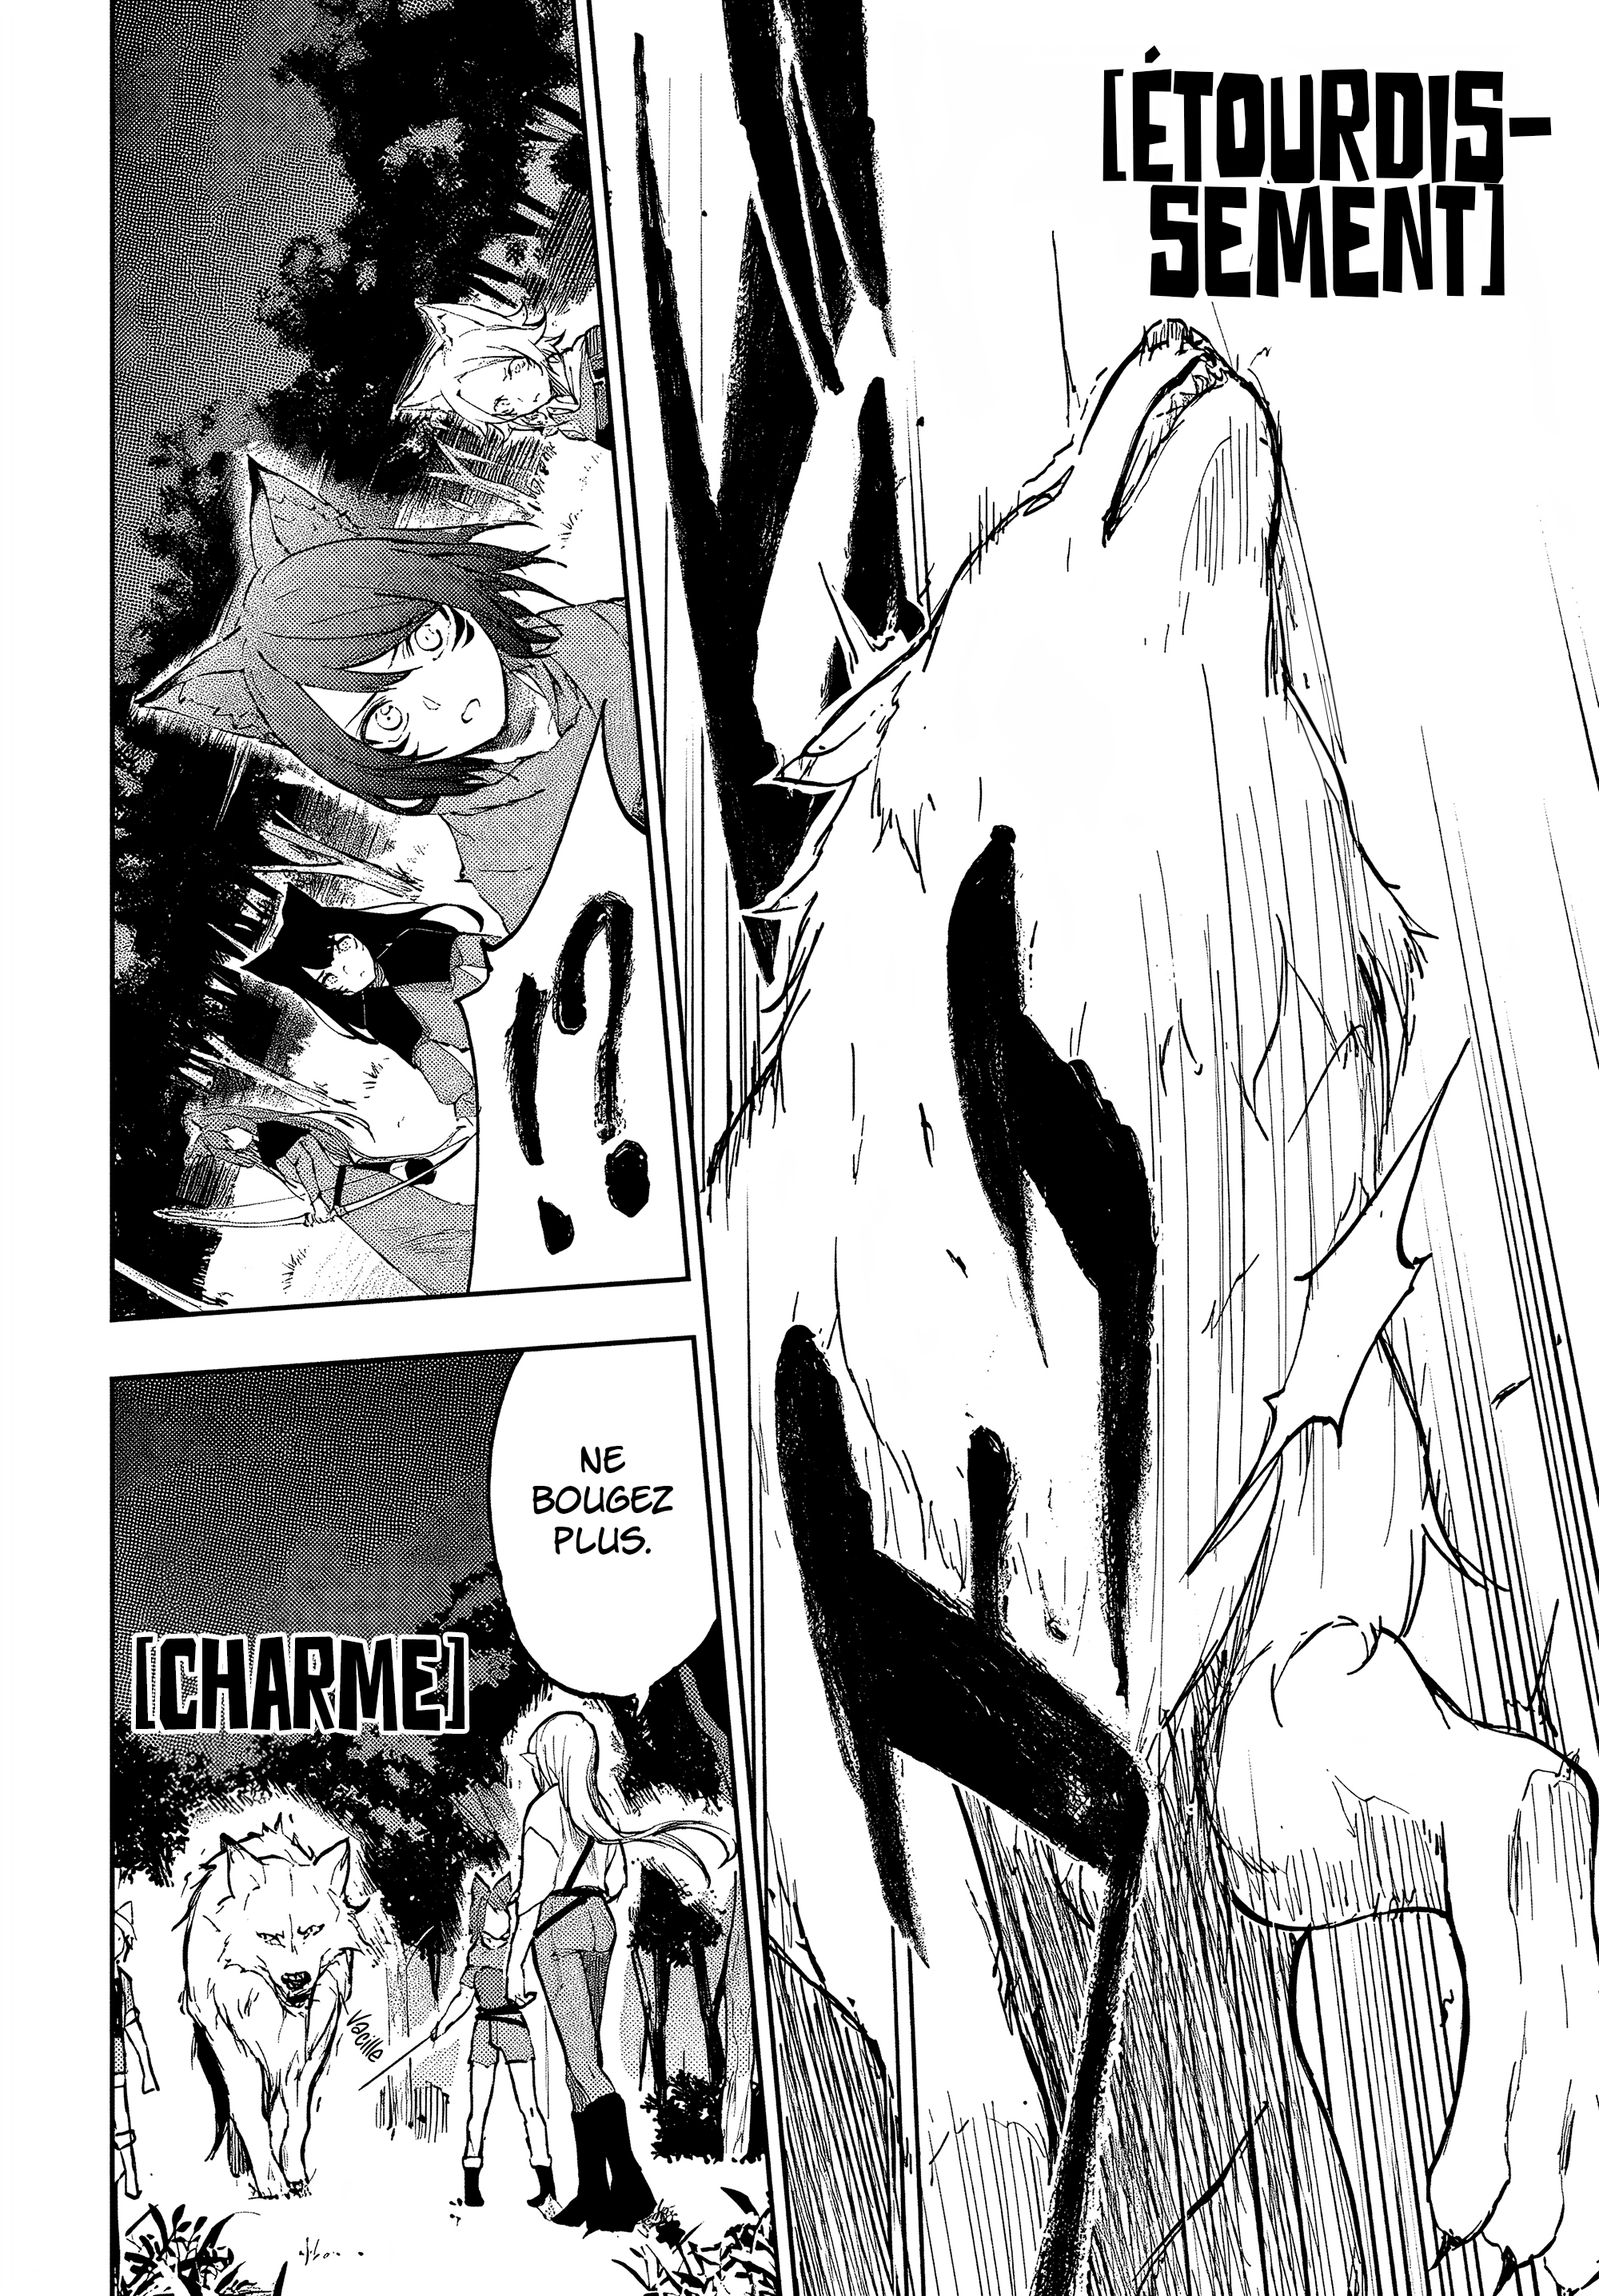 [ÉTOURDIS-
SEMENT]
!?
NE
BOUGEZ
PLUS.
[CHARME]
Vacille